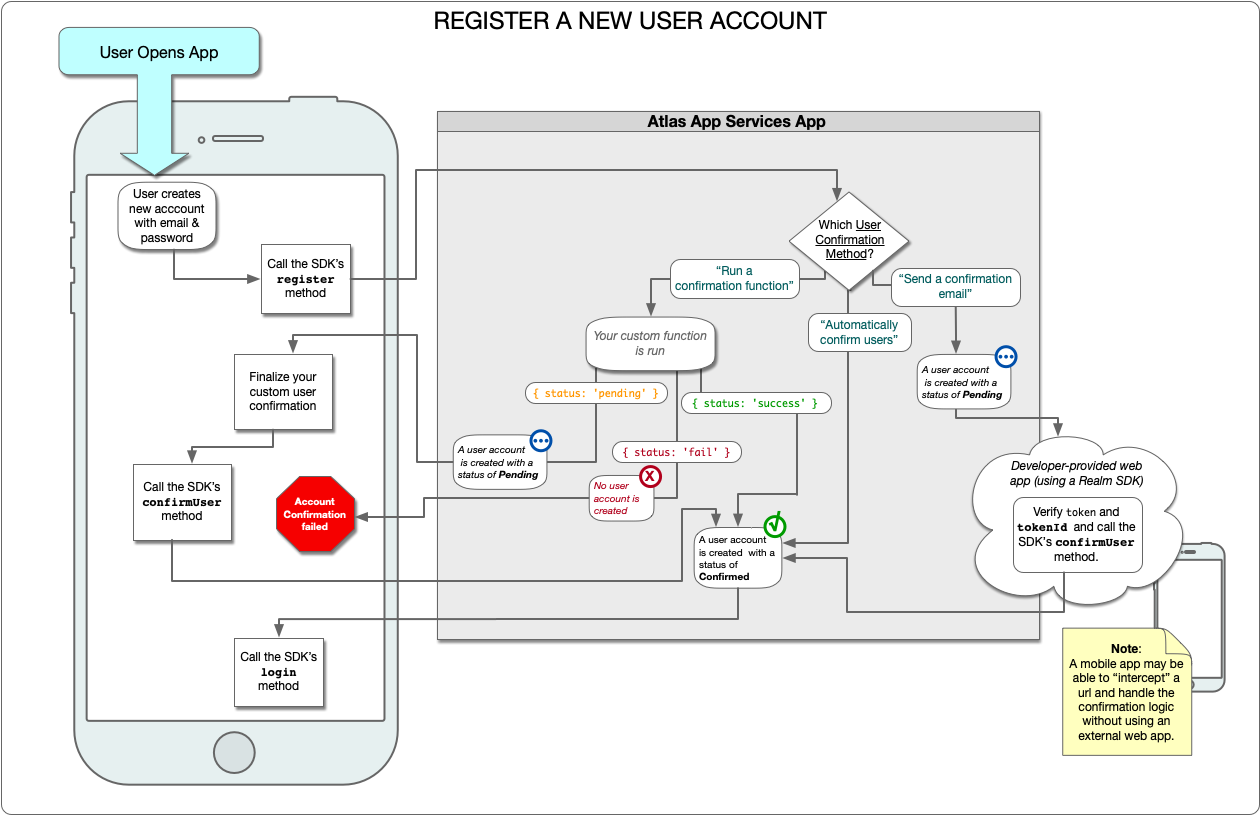 REGISTER A NEW USER ACCOUNT
User Opens App
Atlas App Services App
User creates
new acccount
with email &
password
Call the SDK's
register
method
Which User
Confirmation
Method?
"Run a
confirmation function"
"Send a confirmation
email"
"Automatically
confirm users"
Your custom function
is run
{ status: 'pending' }
{ status: 'success' }
{ status: 'fail' }
A user account
is created with a
status of Pending
Finalize your
custom user
confirmation
A user account
is created with a
status of Pending
X
No user
account is
created
Call the SDK's
confirmUser
method
Account
Confirmation
failed
√
A user account
is created with a
status of
Confirmed
Developer-provided web
app (using a Realm SDK)
Verify token and
tokenId and call the
SDK's confirmUser
method.
Call the SDK's
login
method
Note:
A mobile app may be
able to "intercept" a
url and handle the
confirmation logic
without using an
external web app.